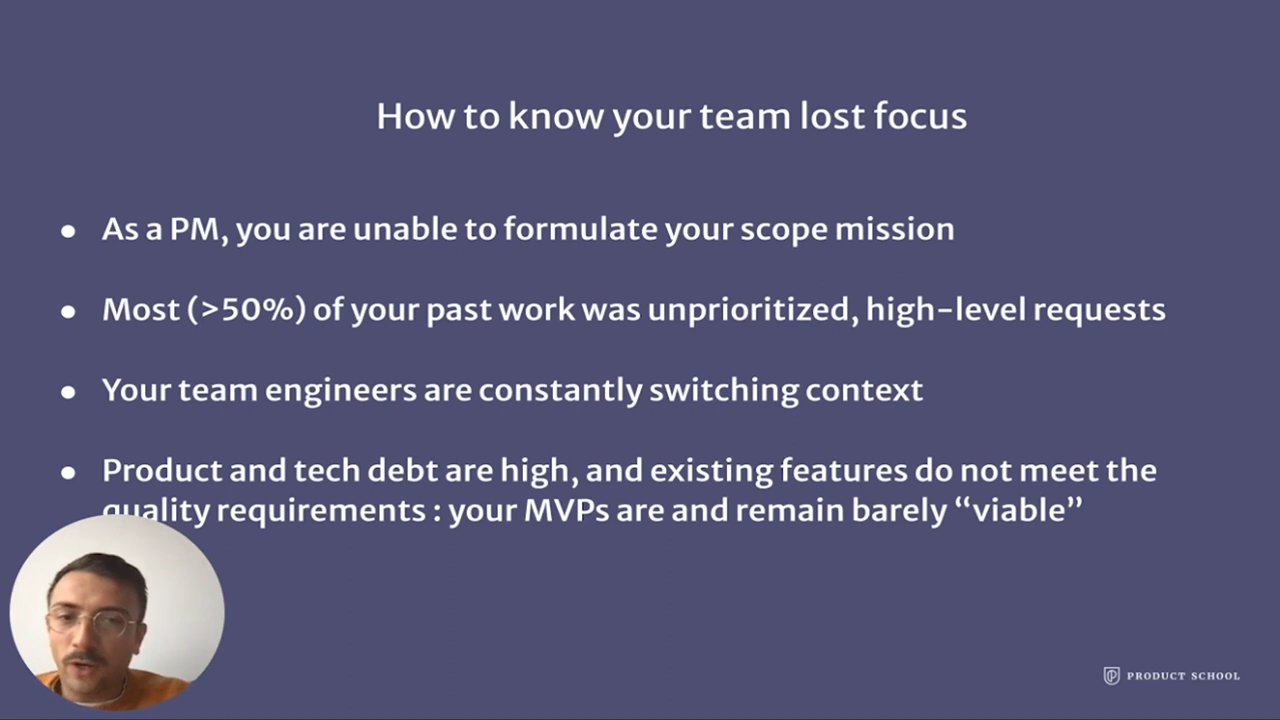 How to know your team lost focus
● As a PM, you are unable to formulate your scope mission
● Most (>50%) of your past work was unprioritized, high-level requests
● Your team engineers are constantly switching context
● Product and tech debt are high, and existing features do not meet the
quality requirements : your MVPs are and remain barely “viable”
PRODUCT SCHOOL